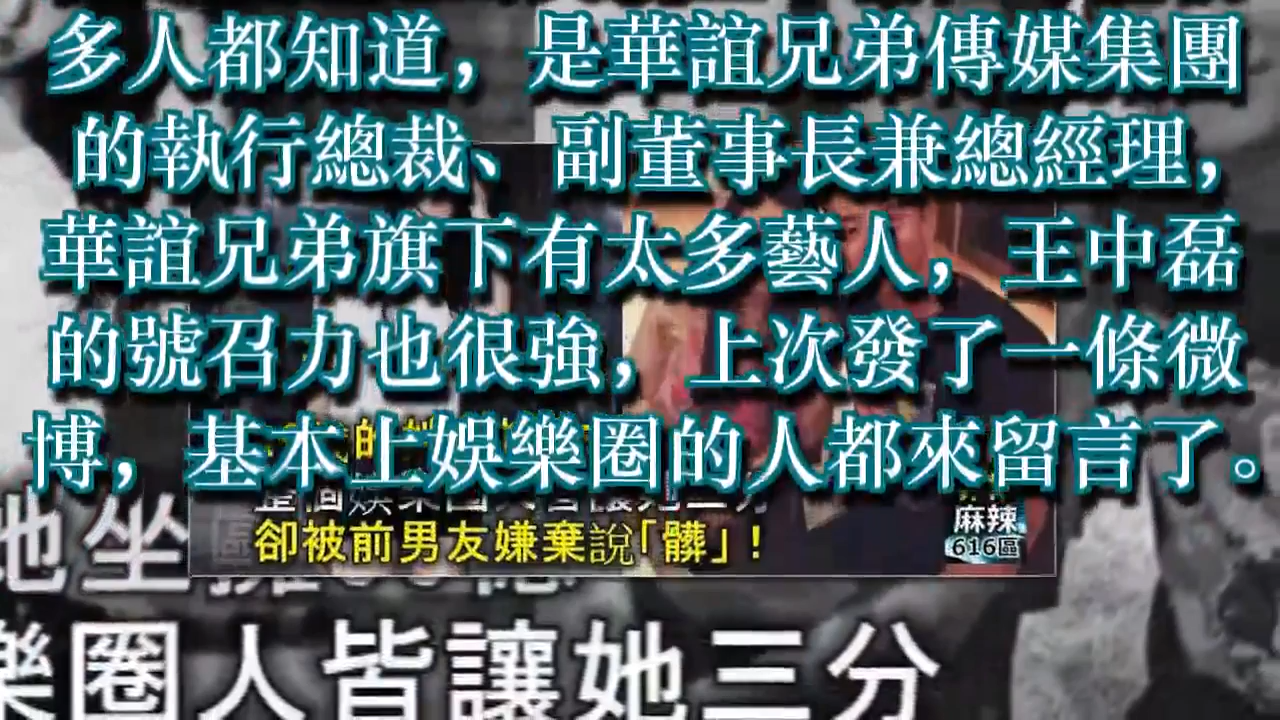 多人都知道，是華誼兄弟傳媒集團
的執行總裁、副董事長兼總經理，
華誼兄弟旗下有太多藝人，王中磊
的號召力也很強，上次發了一條微
博，基本上娛樂圈的人都來留言了。
卻被前男友嫌棄說「髒」！
麻辣
616區
她坐擁
樂圈人皆讓她三分